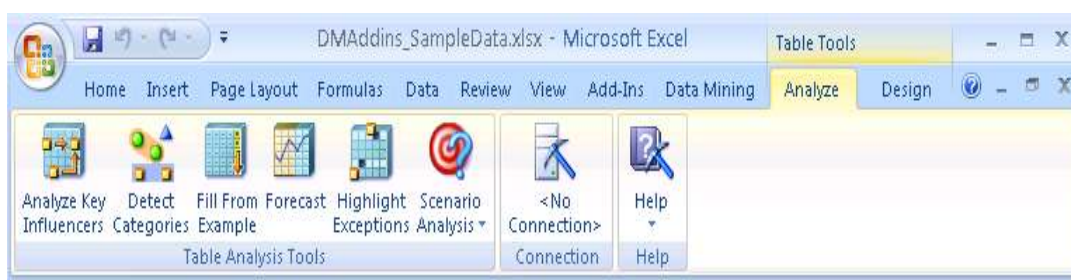 DMAddins_SampleData.xlsx - Microsoft Excel
Table Tools
Home Insert Page Layout Formulas Data Review View Add-Ins Data Mining Analyze Design
Analyze Key Detect Fill From Forecast Highlight Scenario <No Help
Influencers Categories Example Exceptions Analysis Connection>
Table Analysis Tools Connection Help